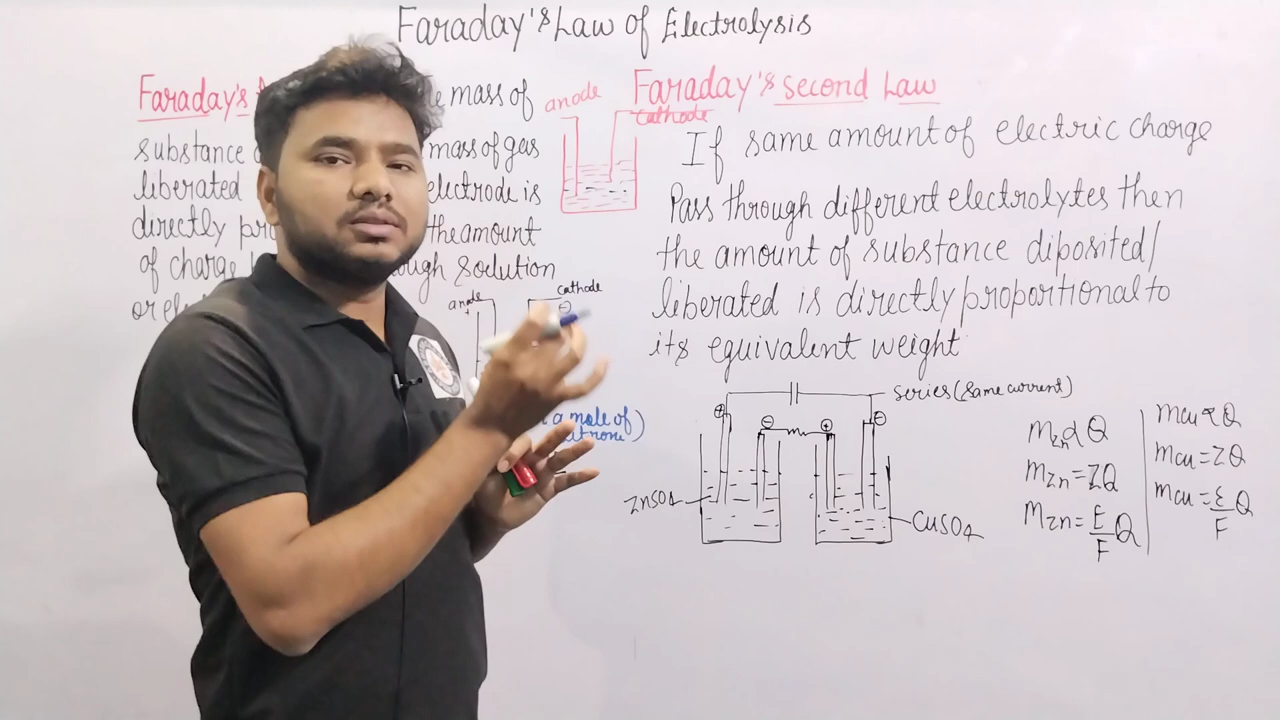 Faraday's Law of Electrolysis
Faraday's
mass of
substance mass of gas
liberated electrode is
directly the amount
of charge solution
anode
cathode
anode
cathode
⊖
a mole of)
Faraday's second Law
If same amount of electric charge
Pass through different electrolytes then
the amount of substance diposited/
liberated is directly proportional to
its equivalent weight
series (same current)
⊕ ⊖ ⊕ ⊖
ZnSO4
CuSO4
mZn α Q
mZn = ZQ
mZn = E/F Q
mcu α Q
mcu = ZQ
mcu = E/F Q